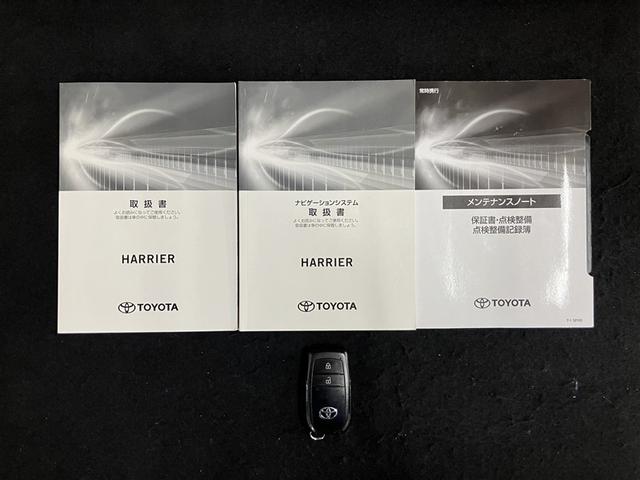 取扱書
よくお読みになってご使用ください。
取扱書は車の中に保管しましょう。
HARRIER
TOYOTA
ナビゲーションシステム
取扱書
よくお読みになってご使用ください。
取扱書は車の中に保管しましょう。
HARRIER
TOYOTA
常時携行
メンテナンスノート
保証書・点検整備
点検整備記録簿
TOYOTA